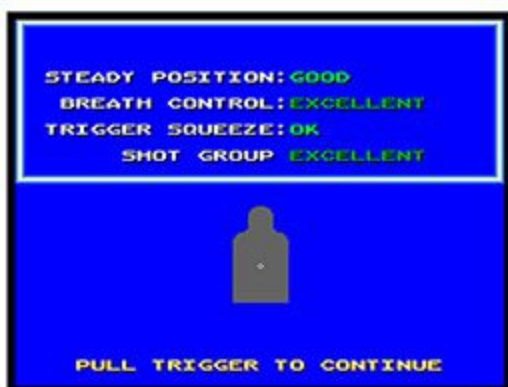 STEADY POSITION:GOOD
BREATH CONTROL:EXCELLENT
TRIGGER SQUEEZE:OK
SHOT GROUP EXCELLENT
PULL TRIGGER TO CONTINUE